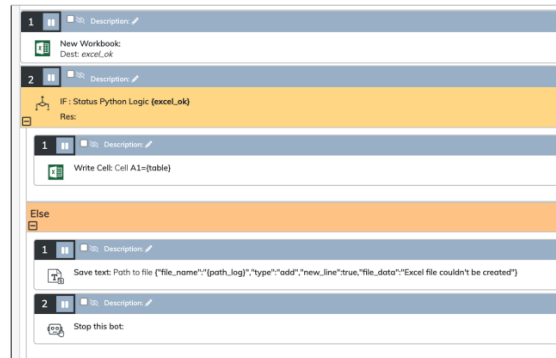 1 Description:
New Workbook:
Dest: excel_ok
2 Description:
IF : Status Python Logic {excel_ok}
Res:
1 Description:
Write Cell: Cell A1={table}
Else
1 Description:
Save text: Path to file {"file_name":"{path_log}","type":"add","new_line":true,"file_data":"Excel file couldn't be created"}
2 Description:
Stop this bot: